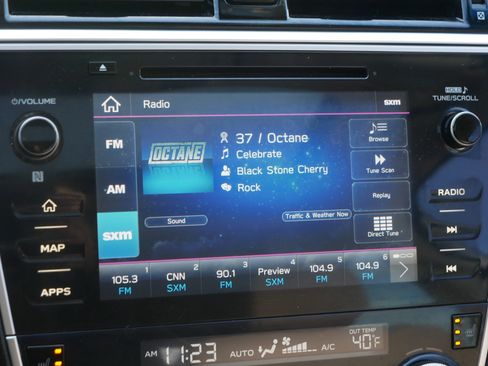 ⏻/VOLUME
HOLD ♪
TUNE/SCROLL
Radio
sxm
FM
AM
sxm
OCTANE
37 / Octane
Celebrate
Black Stone Cherry
Rock
Browse
Tune Scan
Replay
Direct Tune
Sound
Traffic & Weather Now
MAP
APPS
RADIO
1 2 3 4 5 6
105.3 CNN 90.1 Preview 104.9 104.9
FM SXM FM SXM FM FM
OUT TEMP
AM 11:23 AUTO A/C 40°F